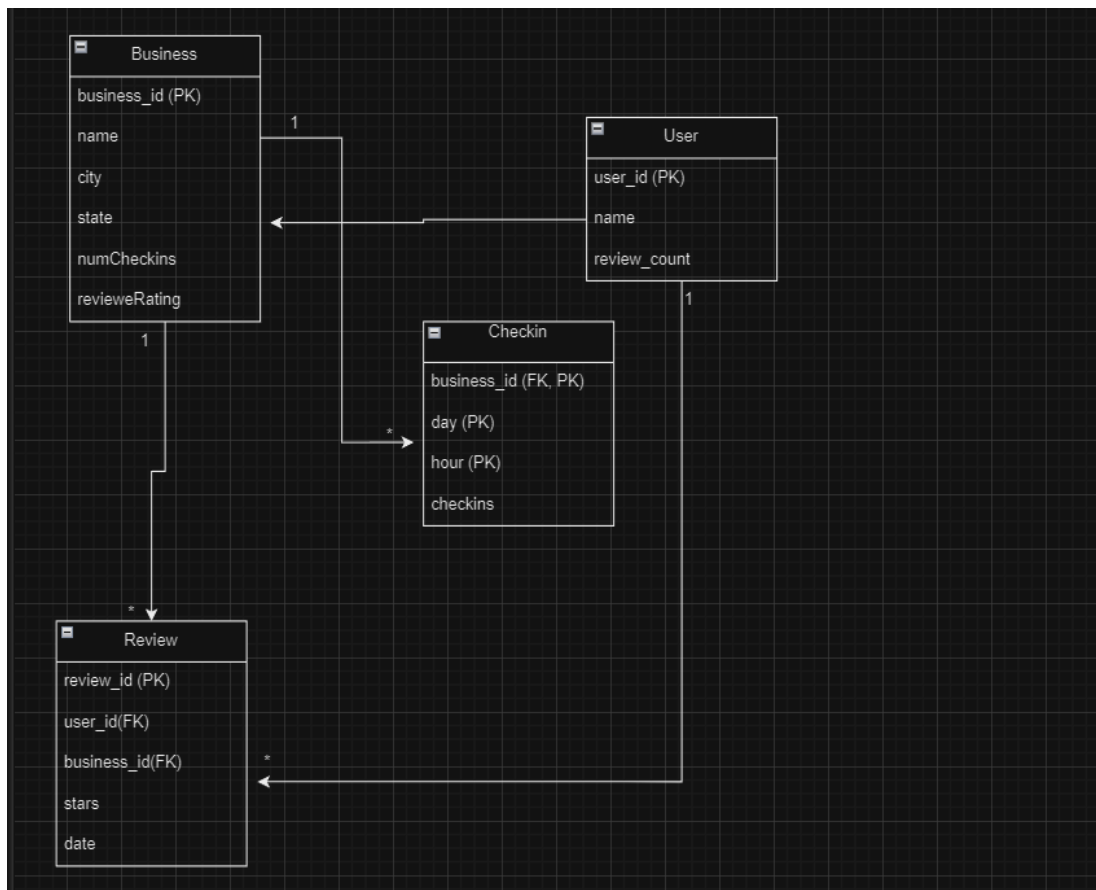 Business
business_id (PK)
name
city
state
numCheckins
revieweRating
1
1
User
user_id (PK)
name
review_count
1
Checkin
business_id (FK, PK)
day (PK)
hour (PK)
checkins
*
*
Review
review_id (PK)
user_id(FK)
business_id(FK)
stars
date
*